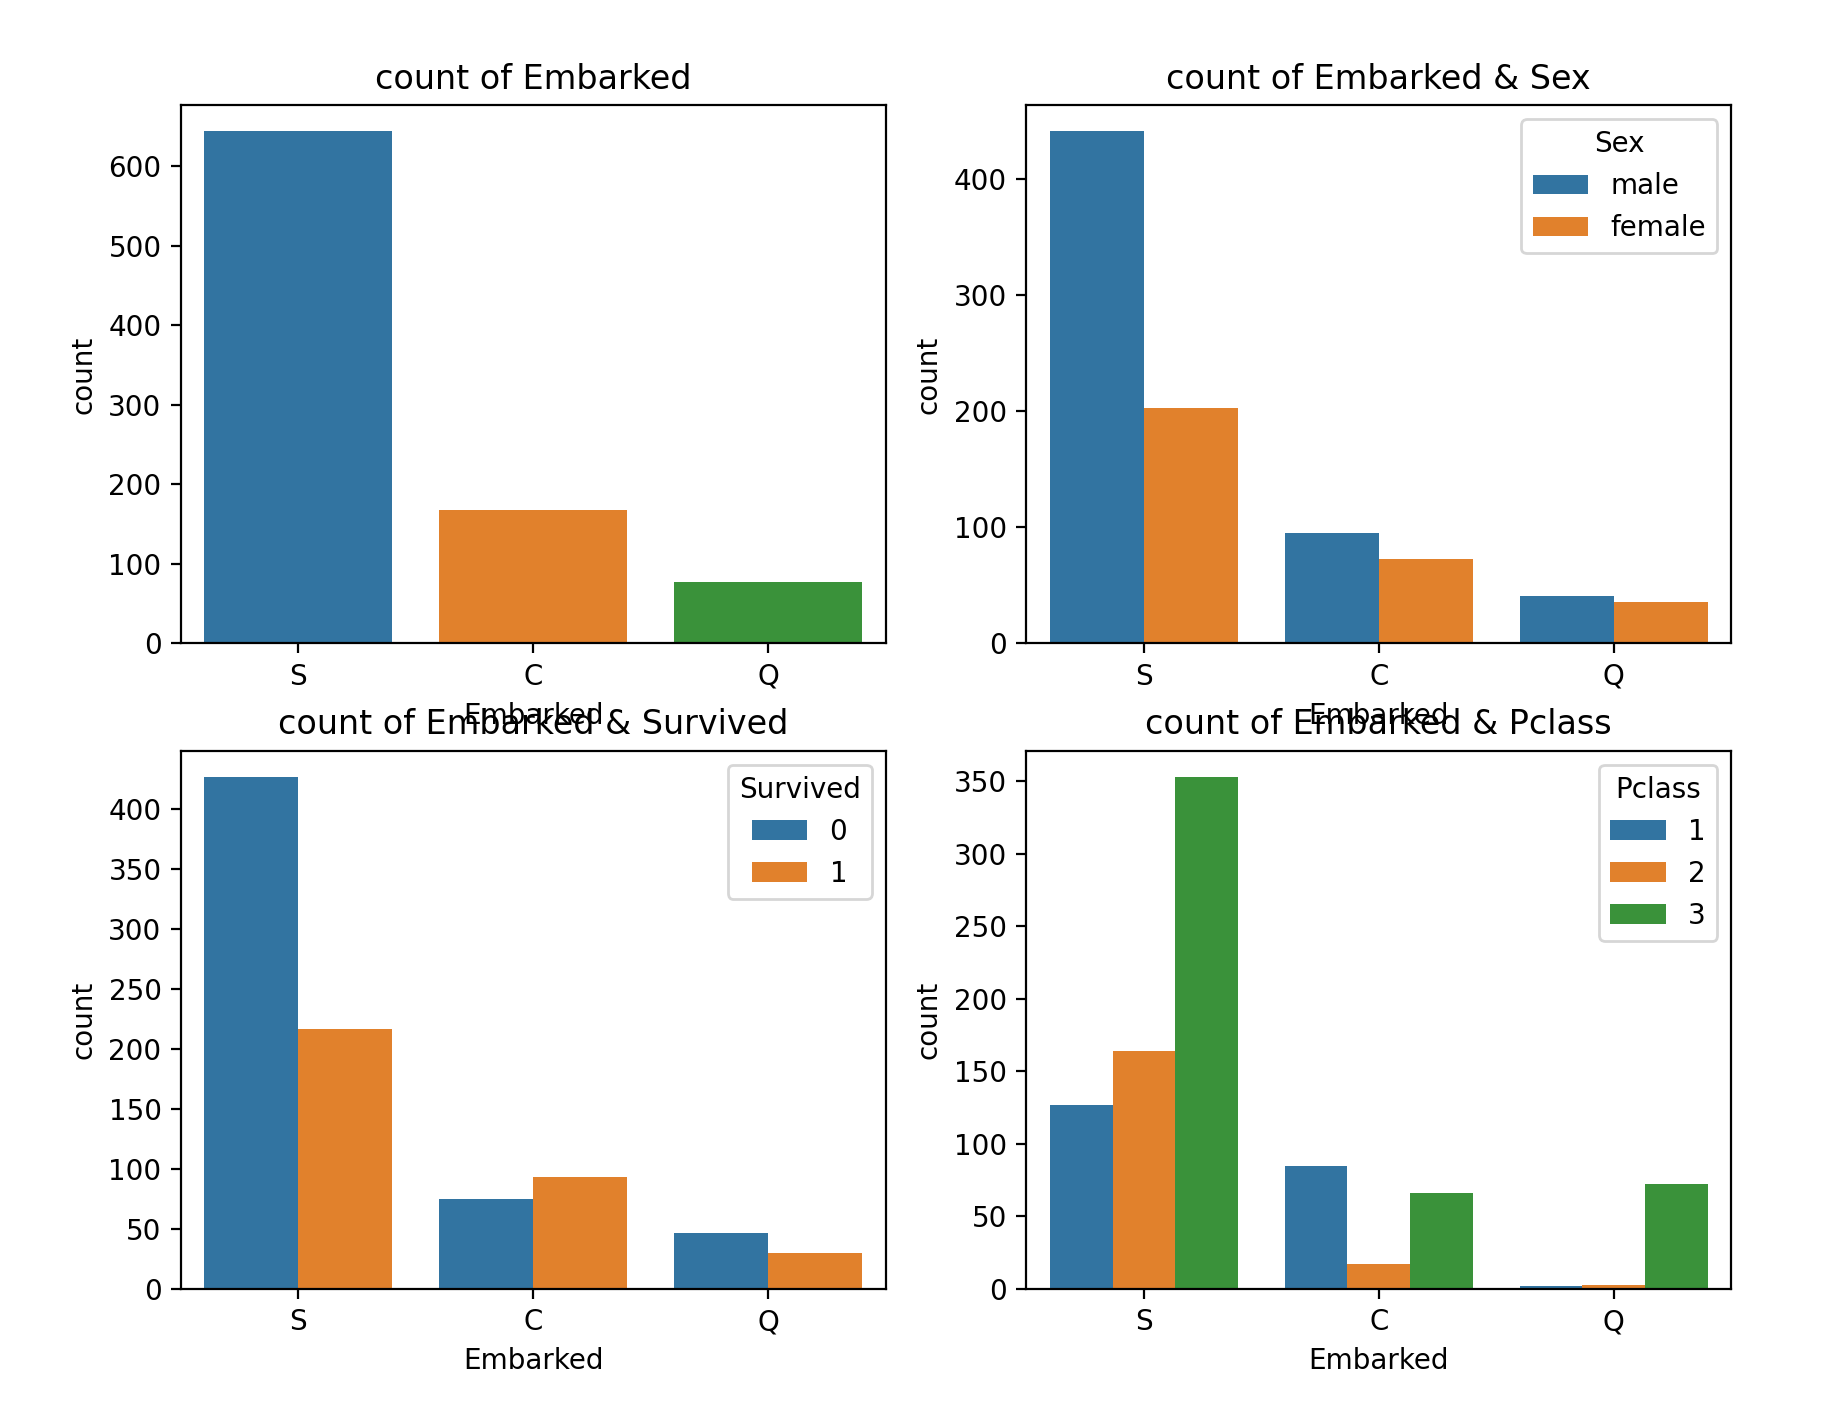 count of Embarked
count
600
500
400
300
200
100
0
S C Q
Embarked
count of Embarked & Sex
Sex
male
female
count
400
300
200
100
0
S C Q
Embarked
count of Embarked & Survived
Survived
0
1
count
400
350
300
250
200
150
100
50
0
S C Q
Embarked
count of Embarked & Pclass
Pclass
1
2
3
count
350
300
250
200
150
100
50
0
S C Q
Embarked